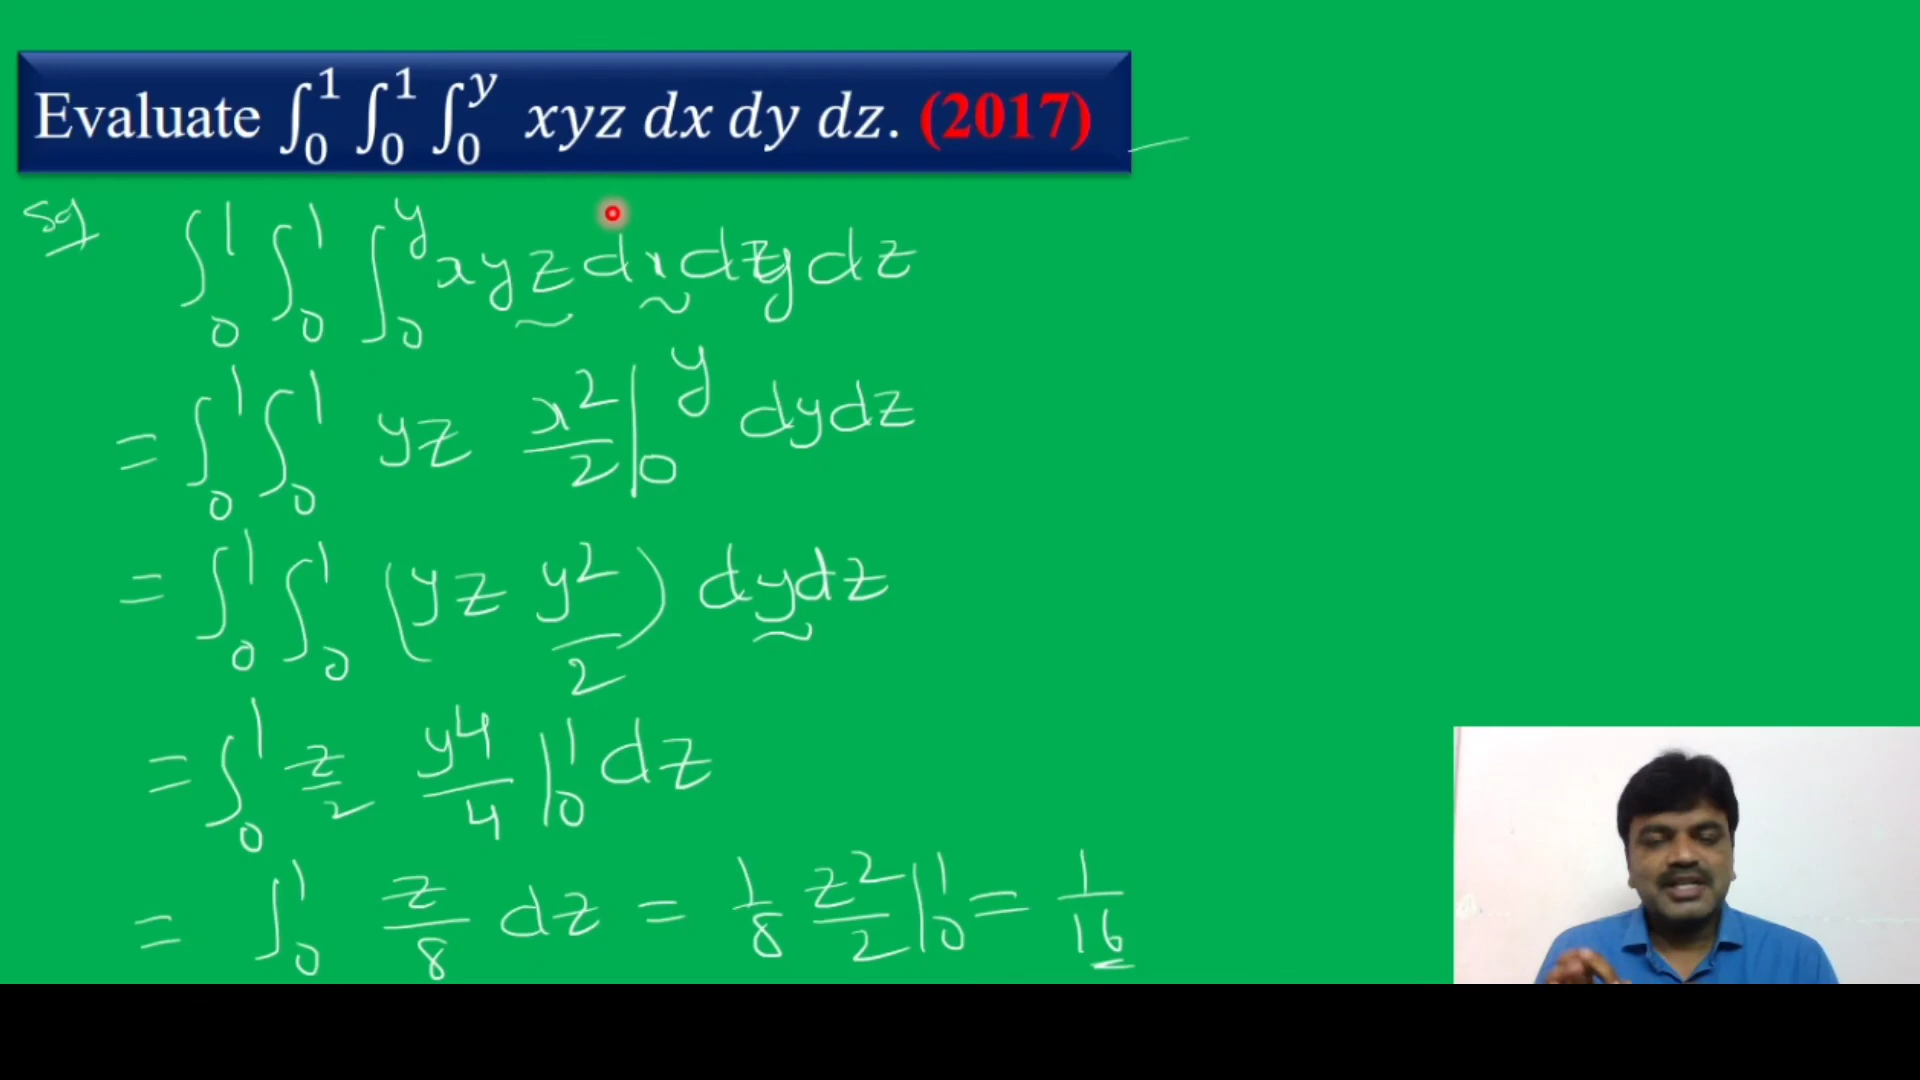 Evaluate ∫₀¹ ∫₀¹ ∫₀ʸ xyz dx dy dz. (2017)
Sol ∫₀¹ ∫₀¹ ∫₀ʸ xyz dx dy dz
= ∫₀¹ ∫₀¹ yz x²/2 |₀ʸ dydz
= ∫₀¹ ∫₀¹ (yz y²/2) dydz
= ∫₀¹ z/2 y⁴/4 |₀¹ dz
= ∫₀¹ z/8 dz = 1/8 z²/2 |₀¹ = 1/16